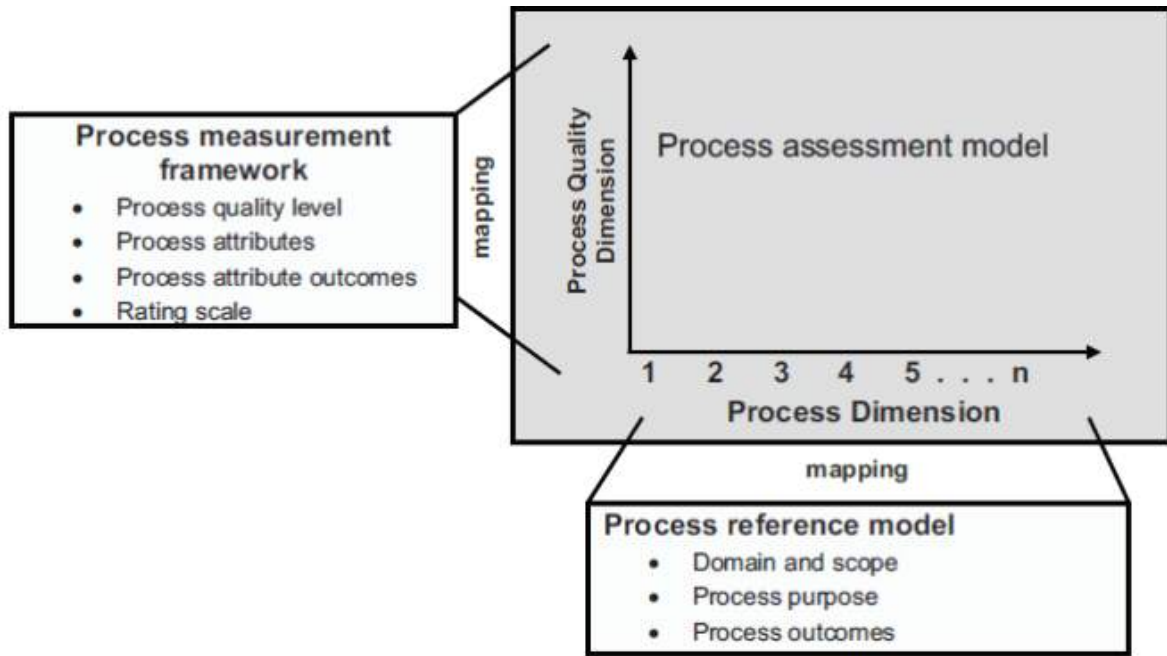 Process measurement
framework
• Process quality level
• Process attributes
• Process attribute outcomes
• Rating scale
mapping
Process Quality
Dimension
Process assessment model
1 2 3 4 5 . . . n
Process Dimension
mapping
Process reference model
• Domain and scope
• Process purpose
• Process outcomes